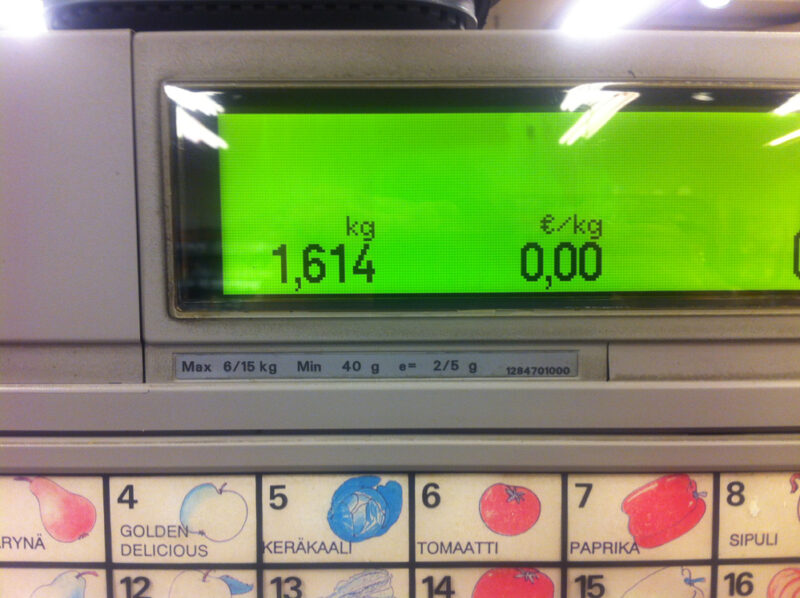 kg €/kg
1,614 0,00
Max 6/15 kg Min 40 g e= 2/5 g 1284701000
4 5 6 7 8
GOLDEN
DELICIOUS KERÄKAALI TOMAATTI PAPRIKA SIPULI
12 13 14 15 16